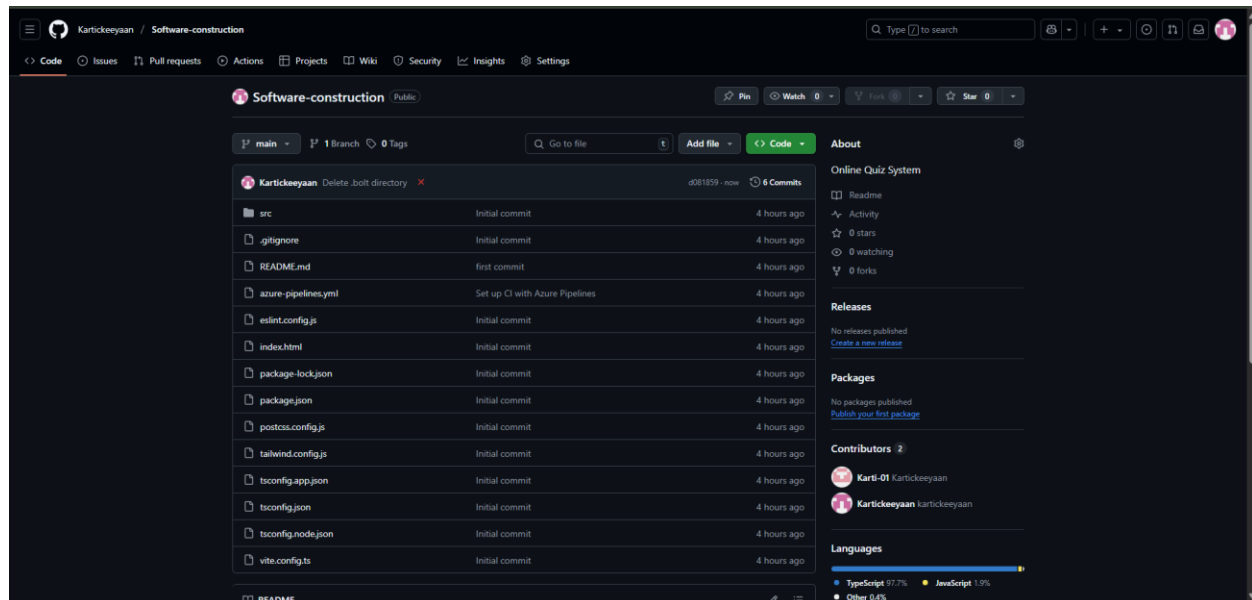 Kartickeeyaan / Software-construction
Type / to search
Code Issues Pull requests Actions Projects Wiki Security Insights Settings
Software-construction Public
Pin Watch 0 Fork 0 Star 0
main 1 Branch 0 Tags Go to file t Add file Code
Kartickeeyaan Delete .bolt directory d081859 · now 6 Commits
src Initial commit 4 hours ago
.gitignore Initial commit 4 hours ago
README.md first commit 4 hours ago
azure-pipelines.yml Set up CI with Azure Pipelines 4 hours ago
eslint.config.js Initial commit 4 hours ago
index.html Initial commit 4 hours ago
package-lock.json Initial commit 4 hours ago
package.json Initial commit 4 hours ago
postcss.config.js Initial commit 4 hours ago
tailwind.config.js Initial commit 4 hours ago
tsconfig.app.json Initial commit 4 hours ago
tsconfig.json Initial commit 4 hours ago
tsconfig.node.json Initial commit 4 hours ago
vite.config.ts Initial commit 4 hours ago
README
About
Online Quiz System
Readme
Activity
0 stars
0 watching
0 forks
Releases
No releases published
Create a new release
Packages
No packages published
Publish your first package
Contributors 2
Karti-01 Kartickeeyaan
Kartickeeyaan kartickeeyaan
Languages
TypeScript 97.7% JavaScript 1.9%
Other 0.4%